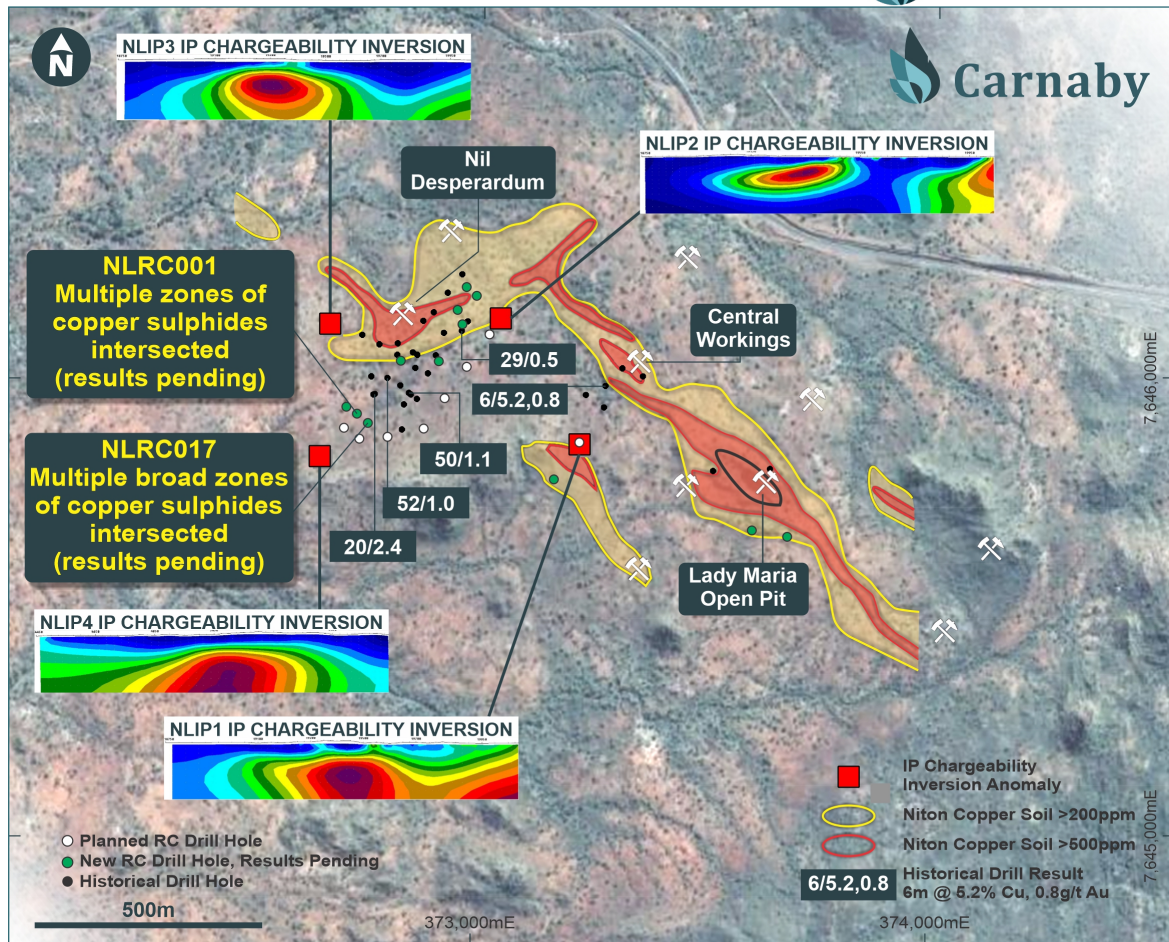 N
Carnaby
NLIP3 IP CHARGEABILITY INVERSION
NLIP2 IP CHARGEABILITY INVERSION
Nil
Desperardum
NLRC001
Multiple zones of
copper sulphides
intersected
(results pending)
Central
Workings
29/0.5
6/5.2,0.8
7,646,000mE
NLRC017
Multiple broad zones
of copper sulphides
intersected
(results pending)
50/1.1
52/1.0
20/2.4
Lady Maria
Open Pit
NLIP4 IP CHARGEABILITY INVERSION
NLIP1 IP CHARGEABILITY INVERSION
IP Chargeability
Inversion Anomaly
Niton Copper Soil >200ppm
Niton Copper Soil >500ppm
6/5.2,0.8
Historical Drill Result
6m @ 5.2% Cu, 0.8g/t Au
7,645,000mE
Planned RC Drill Hole
New RC Drill Hole, Results Pending
Historical Drill Hole
500m
373,000mE
374,000mE